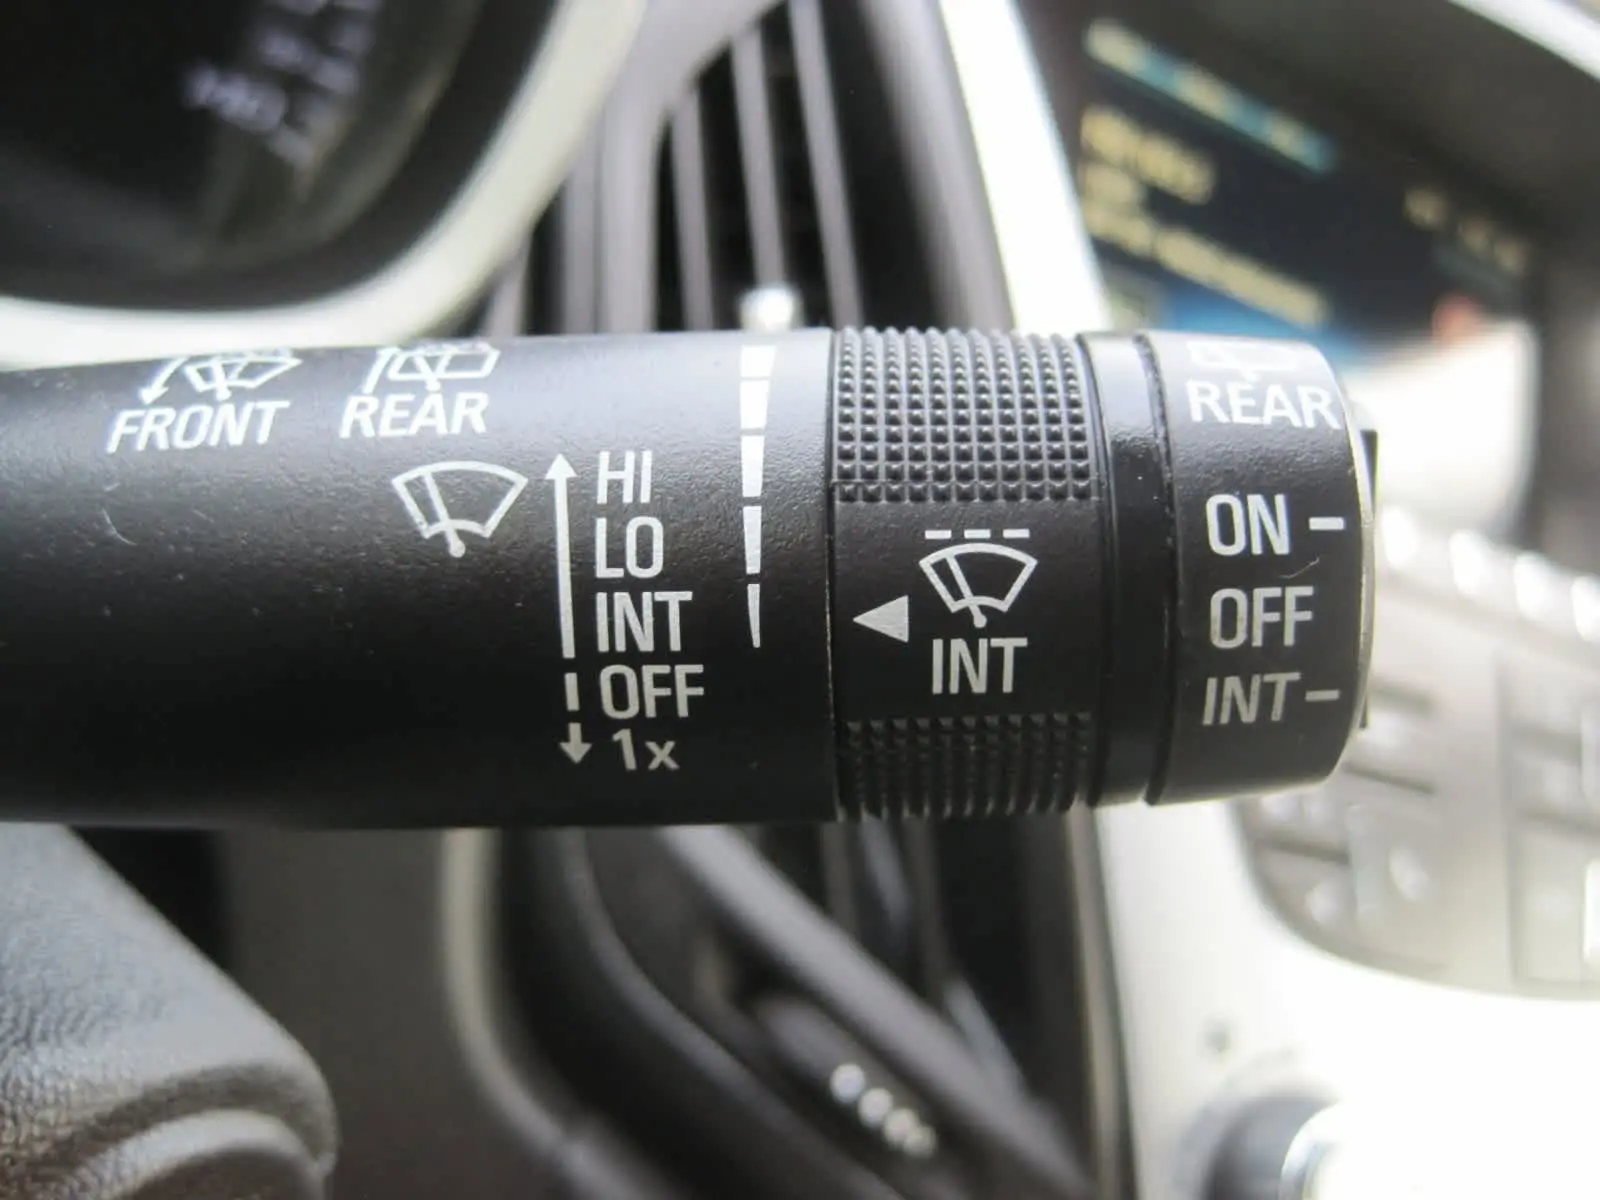 FRONT REAR
HI
LO
INT
OFF
1x
INT
REAR
ON
OFF
INT